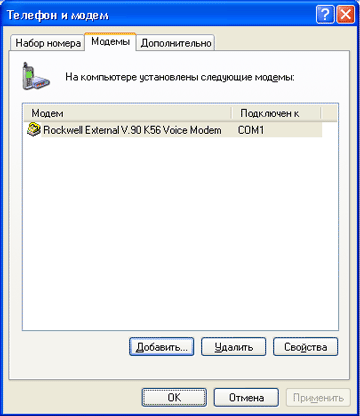 Телефон и модем
Набор номера Модемы Дополнительно
На компьютере установлены следующие модемы:
Модем Подключен к
Rockwell External V.90 K56 Voice Modem COM1
Добавить... Удалить Свойства
OK Отмена Применить